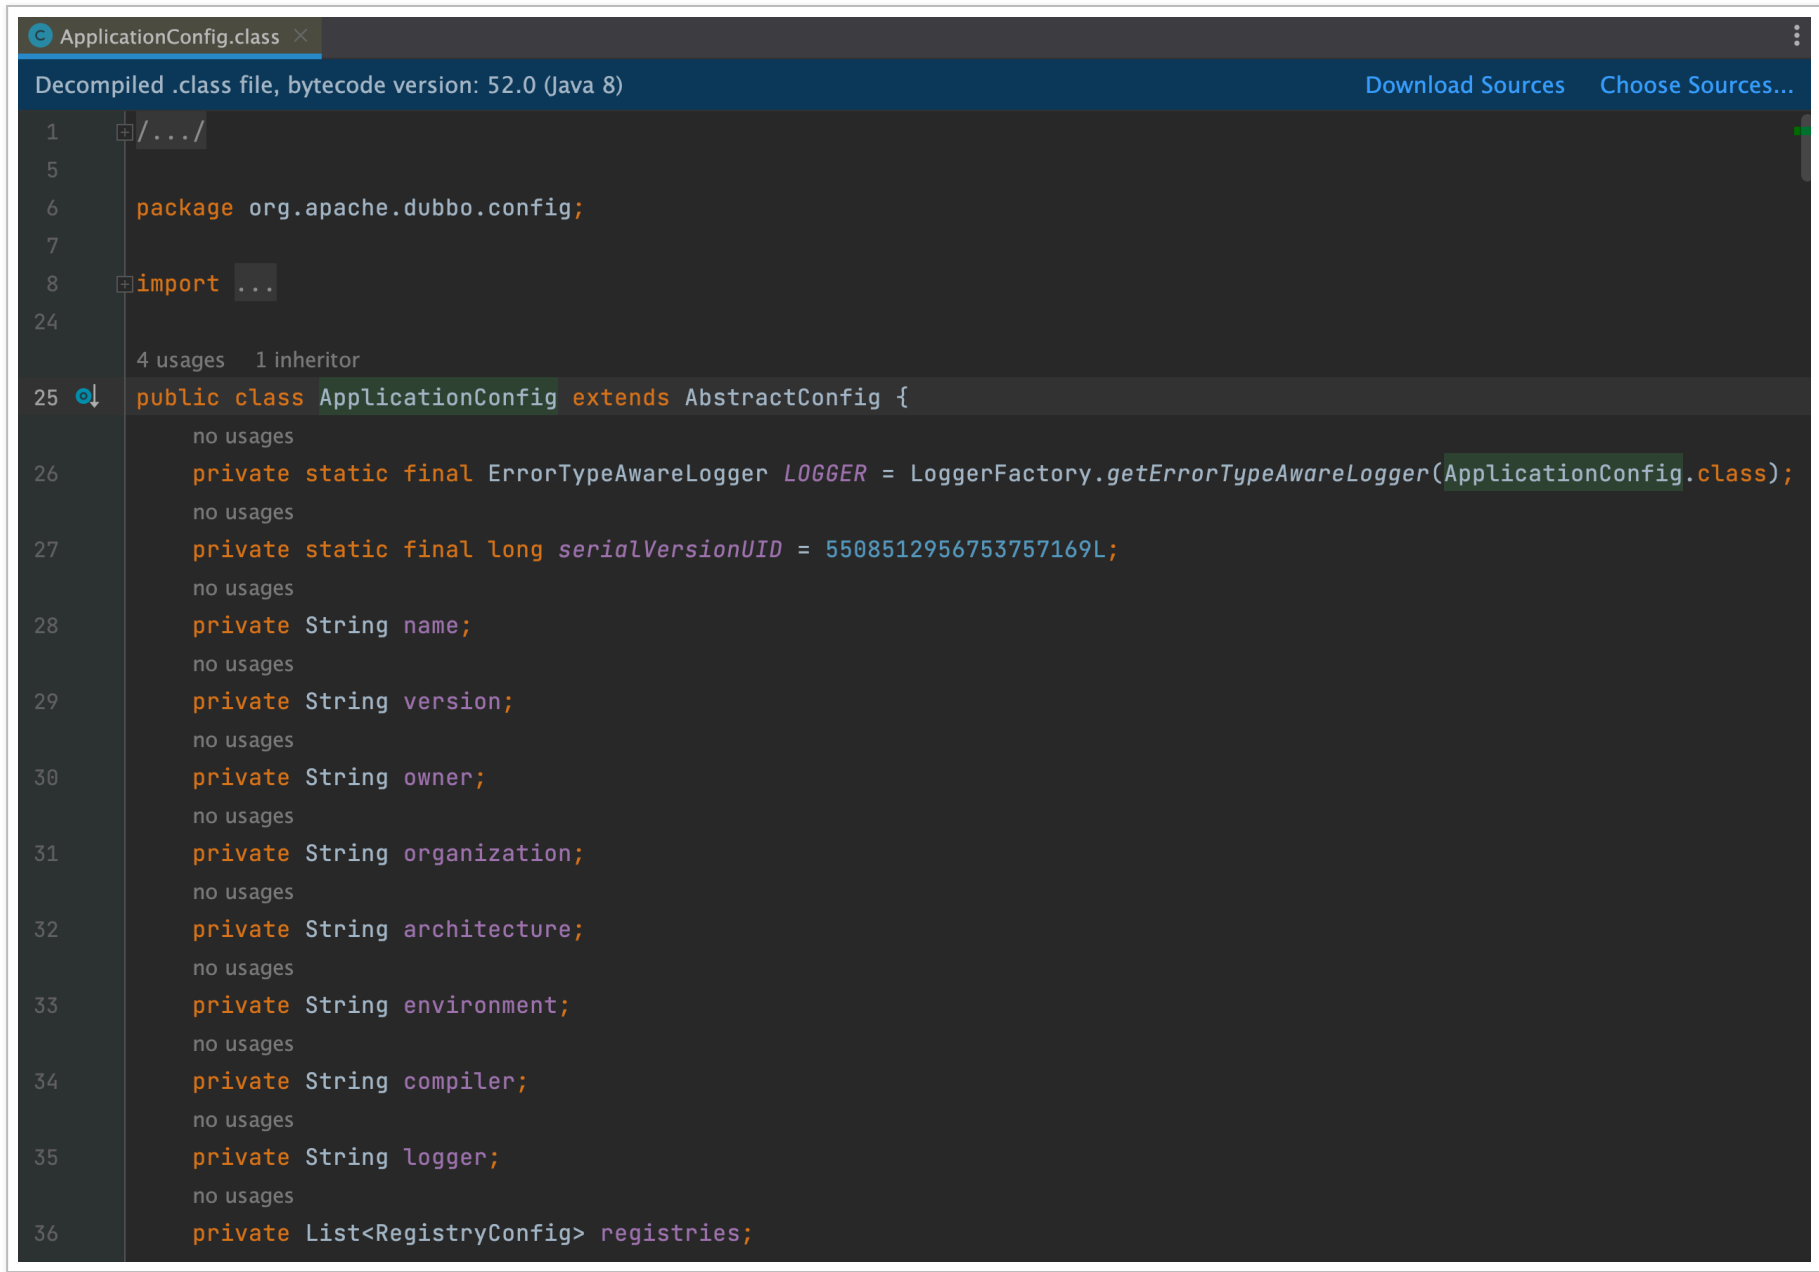 ApplicationConfig.class
Decompiled .class file, bytecode version: 52.0 (Java 8) Download Sources Choose Sources...
1 /.../
5
6 package org.apache.dubbo.config;
7
8 import ...
24
4 usages 1 inheritor
25 public class ApplicationConfig extends AbstractConfig {
no usages
26 private static final ErrorTypeAwareLogger LOGGER = LoggerFactory.getErrorTypeAwareLogger(ApplicationConfig.class);
no usages
27 private static final long serialVersionUID = 5508512956753757169L;
no usages
28 private String name;
no usages
29 private String version;
no usages
30 private String owner;
no usages
31 private String organization;
no usages
32 private String architecture;
no usages
33 private String environment;
no usages
34 private String compiler;
no usages
35 private String logger;
no usages
36 private List<RegistryConfig> registries;